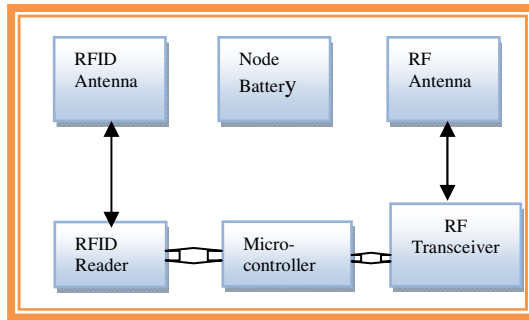 RFID
Antenna
Node
Battery
RF
Antenna
RFID
Reader
Micro-
controller
RF
Transceiver